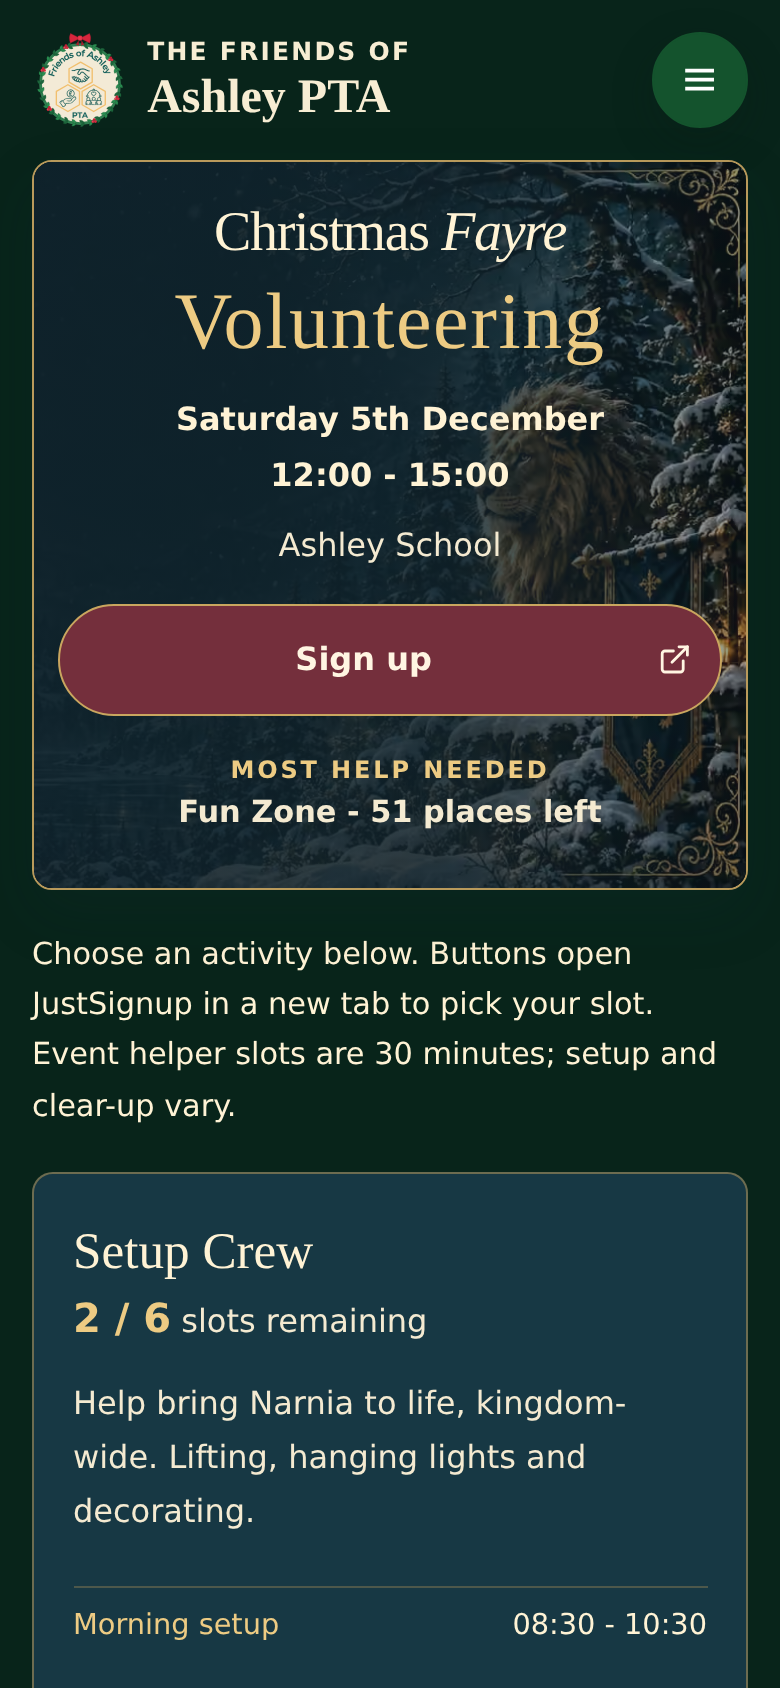 Friends of Ashley
PTA
THE FRIENDS OF
Ashley PTA
Christmas Fayre
Volunteering
Saturday 5th December
12:00 - 15:00
Ashley School
Sign up
MOST HELP NEEDED
Fun Zone - 51 places left
Choose an activity below. Buttons open
JustSignup in a new tab to pick your slot.
Event helper slots are 30 minutes; setup and
clear-up vary.
Setup Crew
2 / 6 slots remaining
Help bring Narnia to life, kingdom-
wide. Lifting, hanging lights and
decorating.
Morning setup 08:30 - 10:30